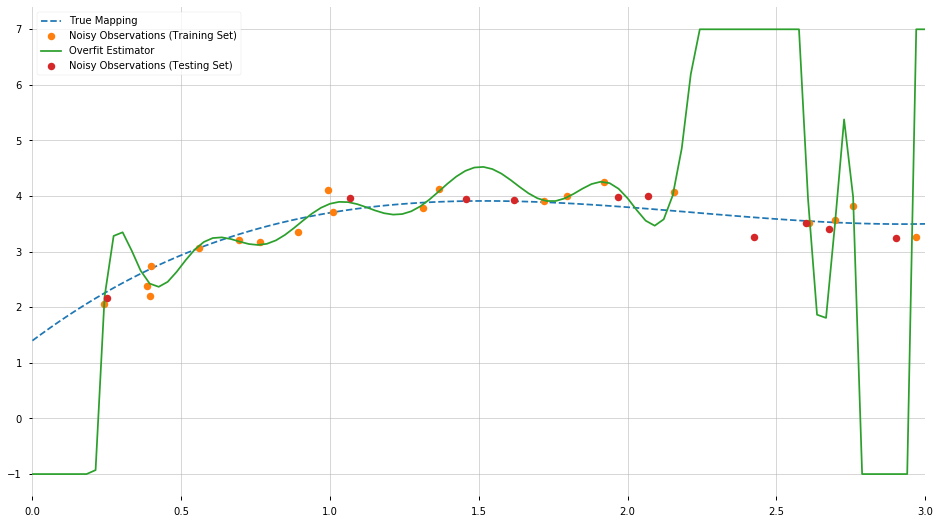 True Mapping
Noisy Observations (Training Set)
Overfit Estimator
Noisy Observations (Testing Set)
7
6
5
4
3
2
1
0
−1
0.0 0.5 1.0 1.5 2.0 2.5 3.0